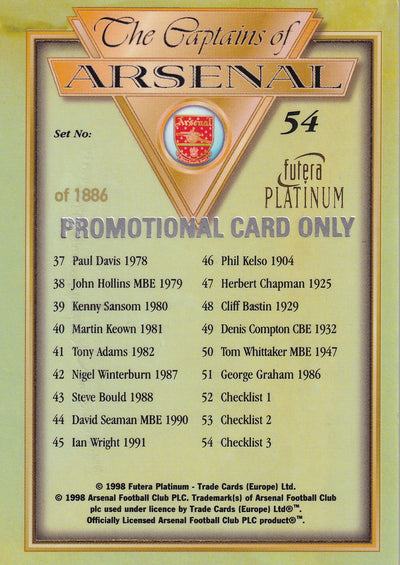 The Captains of
ARSENAL
Arsenal
Set No:
54
futera
PLATINUM
of 1886
PROMOTIONAL CARD ONLY
37 Paul Davis 1978
38 John Hollins MBE 1979
39 Kenny Sansom 1980
40 Martin Keown 1981
41 Tony Adams 1982
42 Nigel Winterburn 1987
43 Steve Bould 1988
44 David Seaman MBE 1990
45 Ian Wright 1991
46 Phil Kelso 1904
47 Herbert Chapman 1925
48 Cliff Bastin 1929
49 Denis Compton CBE 1932
50 Tom Whittaker MBE 1947
51 George Graham 1986
52 Checklist 1
53 Checklist 2
54 Checklist 3
© 1998 Futera Platinum - Trade Cards (Europe) Ltd.
© 1998 Arsenal Football Club PLC. Trademark(s) of Arsenal Football Club
plc used under licence by Trade Cards (Europe) Ltd®™.
Officially Licensed Arsenal Football Club PLC product®™.